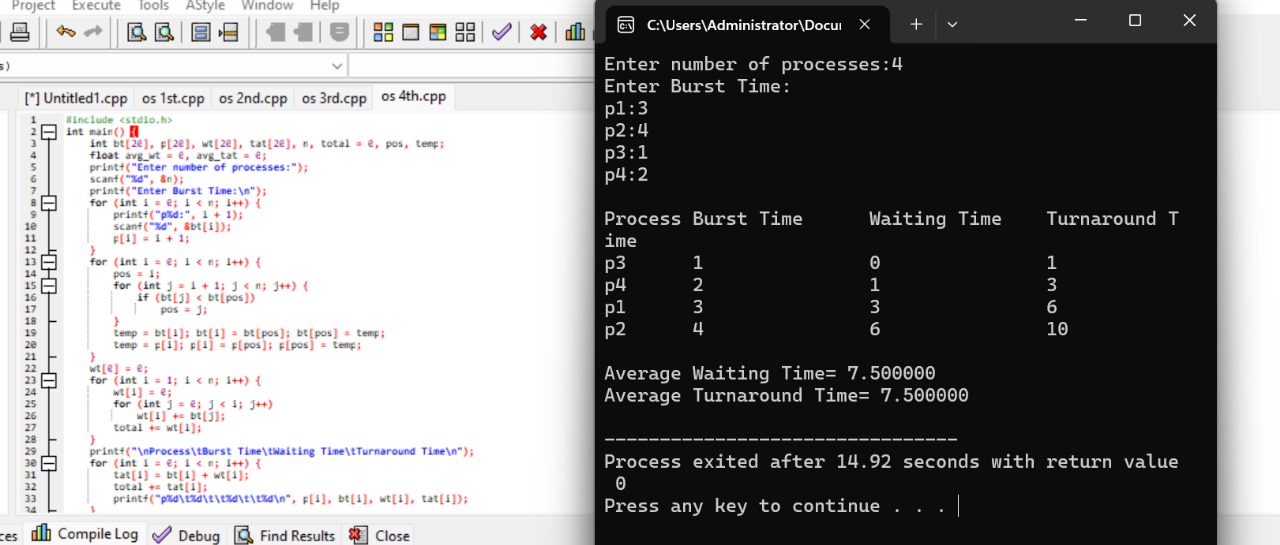 Project Execute Tools AStyle Window Help
s)
[*] Untitled1.cpp os 1st.cpp os 2nd.cpp os 3rd.cpp os 4th.cpp
1 #include <stdio.h>
2 int main() {
3 int bt[20], p[20], wt[20], tat[20], n, total = 0, pos, temp;
4 float avg_wt = 0, avg_tat = 0;
5 printf("Enter number of processes:");
6 scanf("%d", &n);
7 printf("Enter Burst Time:\n");
8 for (int i = 0; i < n; i++) {
9 printf("p%d:", i + 1);
10 scanf("%d", &bt[i]);
11 p[i] = i + 1;
12 }
13 for (int i = 0; i < n; i++) {
14 pos = i;
15 for (int j = i + 1; j < n; j++) {
16 if (bt[j] < bt[pos])
17 pos = j;
18 }
19 temp = bt[i]; bt[i] = bt[pos]; bt[pos] = temp;
20 temp = p[i]; p[i] = p[pos]; p[pos] = temp;
21 }
22 wt[0] = 0;
23 for (int i = 1; i < n; i++) {
24 wt[i] = 0;
25 for (int j = 0; j < i; j++)
26 wt[i] += bt[j];
27 total += wt[i];
28 }
29 printf("\nProcess\tBurst Time\tWaiting Time\tTurnaround Time\n");
30 for (int i = 0; i < n; i++) {
31 tat[i] = bt[i] + wt[i];
32 total += tat[i];
33 printf("p%d\t%d\t\t%d\t\t%d\n", p[i], bt[i], wt[i], tat[i]);
34 }
ces Compile Log Debug Find Results Close
C:\Users\Administrator\Docu
Enter number of processes:4
Enter Burst Time:
p1:3
p2:4
p3:1
p4:2
Process Burst Time Waiting Time Turnaround T
ime
p3 1 0 1
p4 2 1 3
p1 3 3 6
p2 4 6 10
Average Waiting Time= 7.500000
Average Turnaround Time= 7.500000
--------------------------------
Process exited after 14.92 seconds with return value
0
Press any key to continue . . .